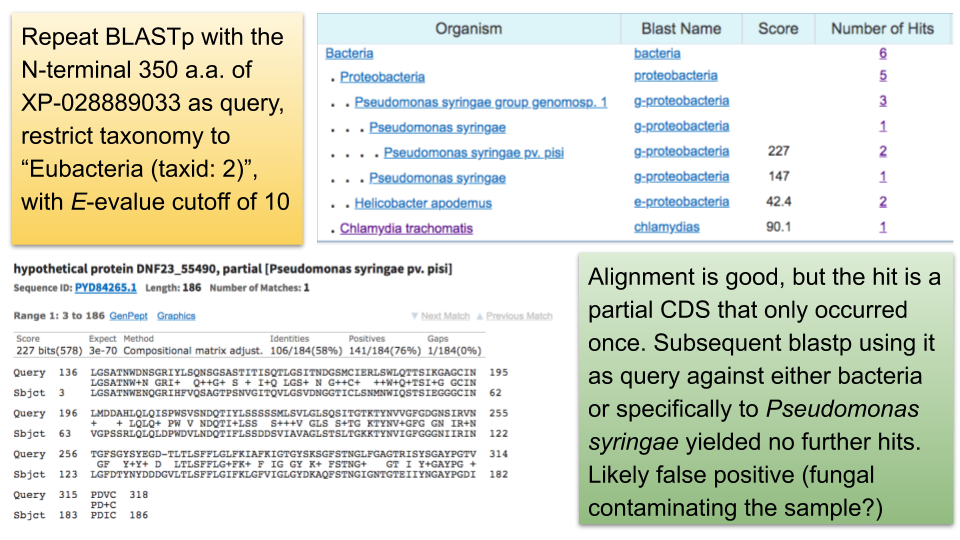 Repeat BLASTp with the
N-terminal 350 a.a. of
XP-028889033 as query,
restrict taxonomy to
“Eubacteria (taxid: 2)”,
with E-evalue cutoff of 10
Organism Blast Name Score Number of Hits
Bacteria bacteria 6
. Proteobacteria proteobacteria 5
. . Pseudomonas syringae group genomosp. 1 g-proteobacteria 3
. . . Pseudomonas syringae g-proteobacteria 1
. . . . Pseudomonas syringae pv. pisi g-proteobacteria 227 2
. . . Pseudomonas syringae g-proteobacteria 147 1
. . Helicobacter apodemus e-proteobacteria 42.4 2
. Chlamydia trachomatis chlamydias 90.1 1
hypothetical protein DNF23_55490, partial [Pseudomonas syringae pv. pisi]
Sequence ID: PYD84265.1 Length: 186 Number of Matches: 1
Range 1: 3 to 186 GenPept Graphics ▼ Next Match ▲ Previous Match
Score Expect Method Identities Positives Gaps
227 bits(578) 3e-70 Compositional matrix adjust. 106/184(58%) 141/184(76%) 1/184(0%)
Query 136 LGSATNWDNSGRIYLSQNSGSASTITISQTLGSITNDGSMCIERLSWLQTTSIKGAGCIN 195
LGSATNW+N GRI+ Q++G+ S + I+Q LGS+ N G++C+ ++W+Q+TSI+G GCIN
Sbjct 3 LGSATNWENQGRIHFVQSAGTPSNVGITQVLGSVDNGGTICLSNMNWIQSTSIEGGGCIN 62
Query 196 LMDDAHLQLQISPWSVSNDQTIYLSSSSSMLSVLGLSQSITGTKTYNVVGFGDGNSIRVN 255
+ + LQLQ+ PW V NDQTI+LSS S+++V GL S+TG KTYNV+GFG GN IR+N
Sbjct 63 VGPSSRLQLQLDPWDVLNDQTIFLSSDDSVIAVAGLSTSLTGKKTYNVIGFGGGNIIRIN 122
Query 256 TGFSGYSYEGD-TLTLSFFLGLFKIAFKIGTGYSKSGFSTNGLFGAGTRISYSGAYPGTV 314
GF Y+Y+ D LTLSFFLG+FK+ F IG GY K+ FSTNG+ GT I Y+GAYPG +
Sbjct 123 LGFDTYNYDDDGVLTLSFFLGIFKLGFVIGLGYDKAQFSTNGIGNTGTEIIYNGAYPGDI 182
Query 315 PDVC 318
PD+C
Sbjct 183 PDIC 186
Alignment is good, but the hit is a
partial CDS that only occurred
once. Subsequent blastp using it
as query against either bacteria
or specifically to Pseudomonas
syringae yielded no further hits.
Likely false positive (fungal
contaminating the sample?)